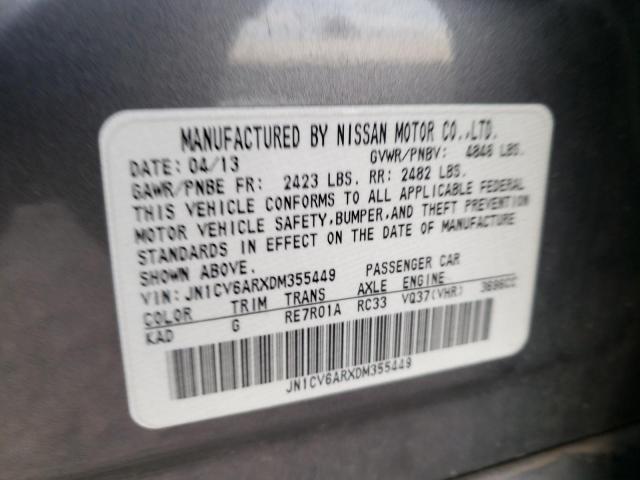 MANUFACTURED BY NISSAN MOTOR CO.,LTD.
DATE: 04/13 GVWR/PNBV: 4848 LBS.
GAWR/PNBE FR: 2423 LBS. RR: 2482 LBS.
THIS VEHICLE CONFORMS TO ALL APPLICABLE FEDERAL
MOTOR VEHICLE SAFETY,BUMPER,AND THEFT PREVENTION
STANDARDS IN EFFECT ON THE DATE OF MANUFACTURE
SHOWN ABOVE.
VIN: JN1CV6ARXDM355449 PASSENGER CAR
COLOR TRIM TRANS AXLE ENGINE
KAD G RE7R01A RC33 VQ37(VHR) 3696CC
JN1CV6ARXDM355449